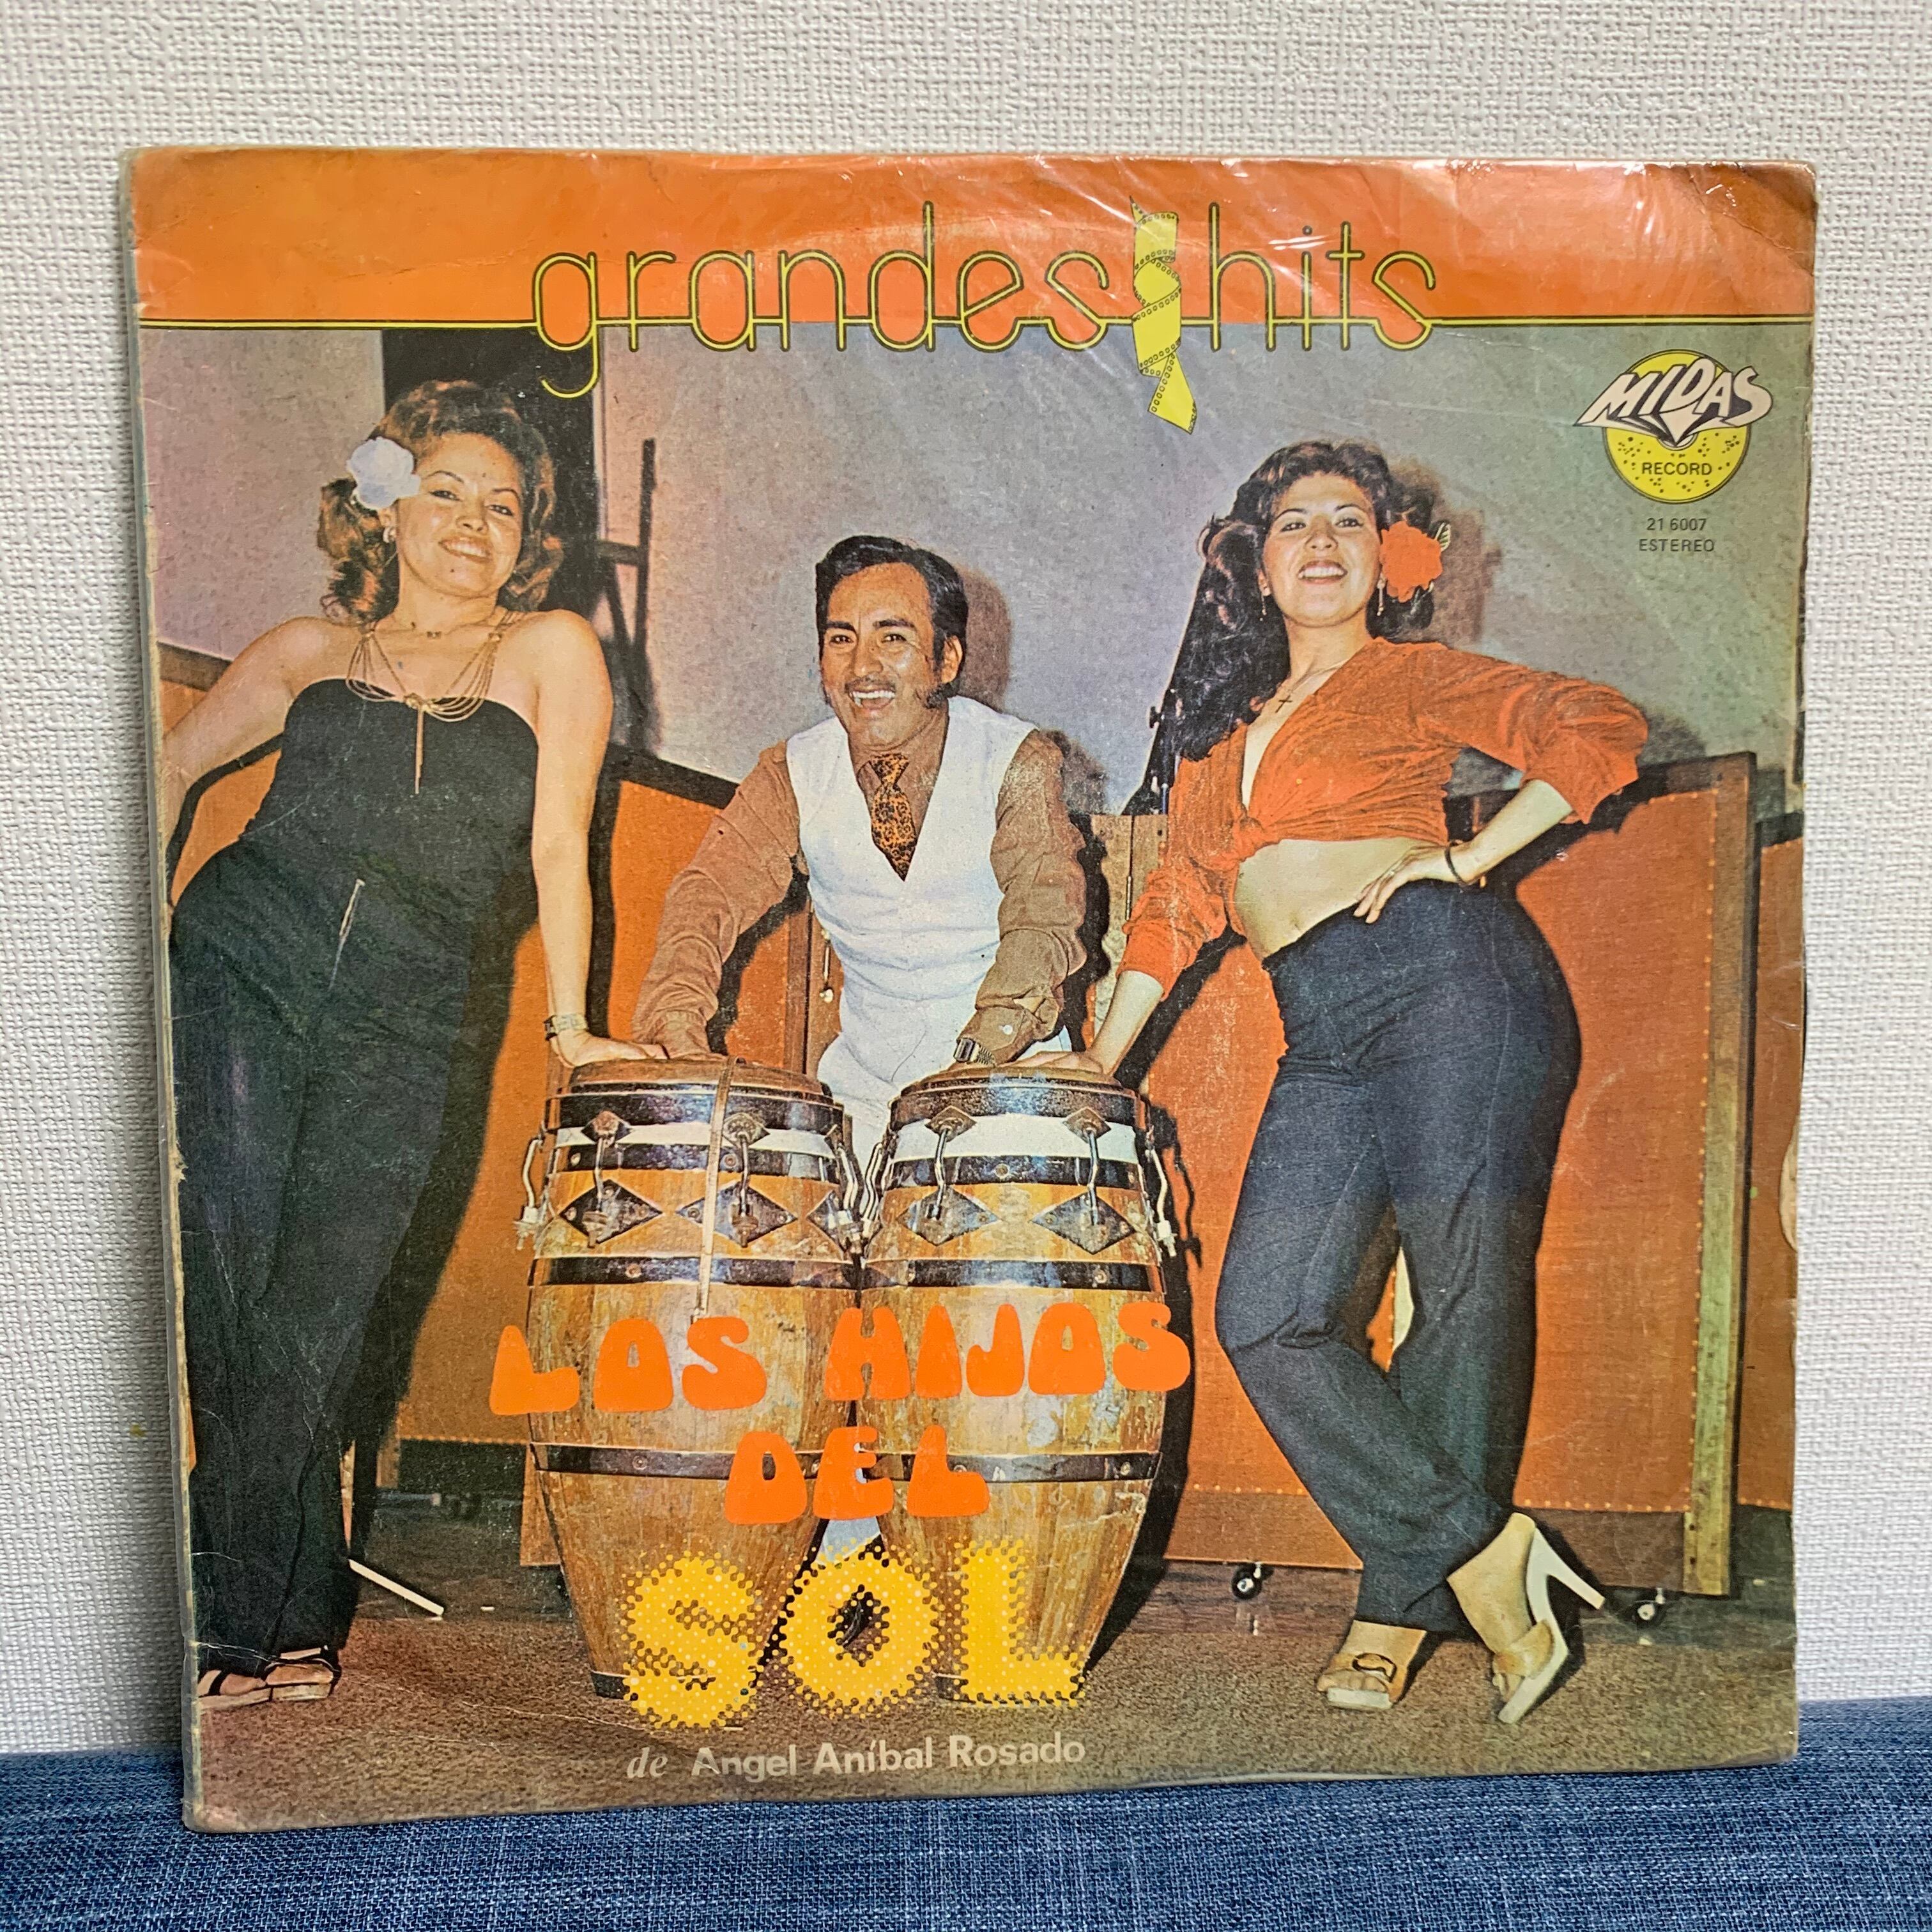 grandes hits
MIDAS
RECORD
21 6007
ESTEREO
LOS HIJOS
DEL
SOL
de Angel Aníbal Rosado